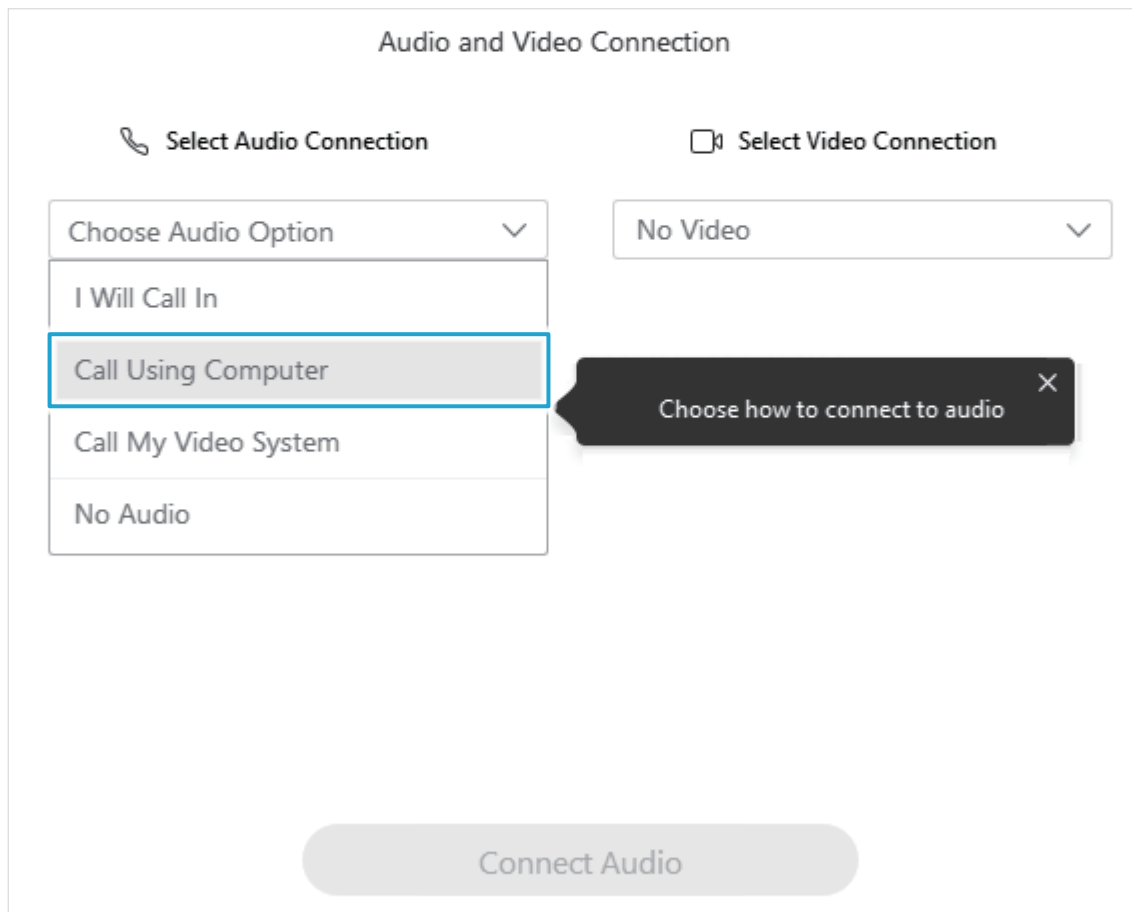 Audio and Video Connection
Select Audio Connection
Select Video Connection
Choose Audio Option
No Video
I Will Call In
Call Using Computer
Choose how to connect to audio
Call My Video System
No Audio
Connect Audio